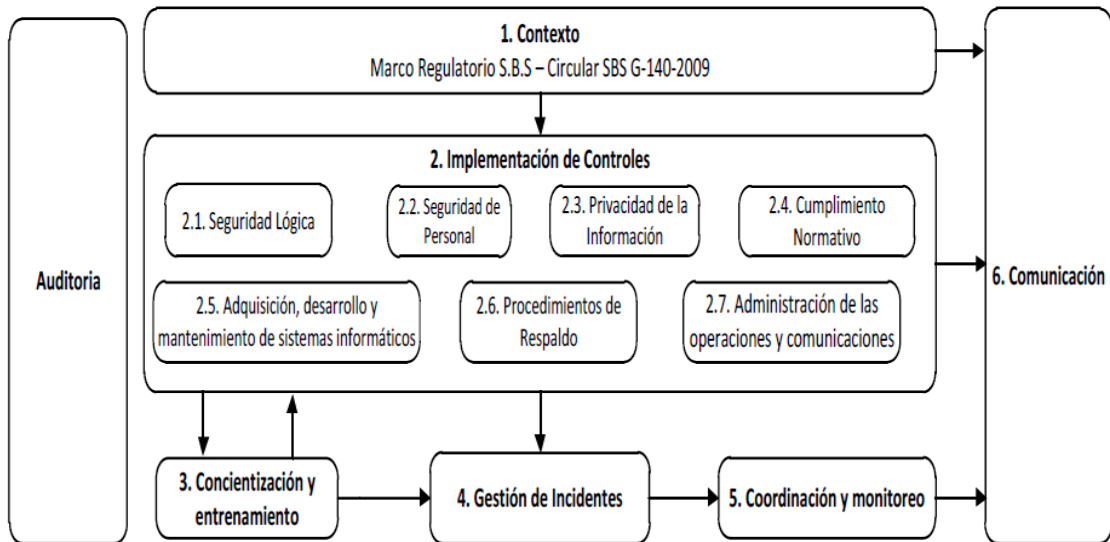 Auditoria
1. Contexto
Marco Regulatorio S.B.S – Circular SBS G-140-2009
2. Implementación de Controles
2.1. Seguridad Lógica
2.2. Seguridad de
Personal
2.3. Privacidad de la
Información
2.4. Cumplimiento
Normativo
2.5. Adquisición, desarrollo y
mantenimiento de sistemas informáticos
2.6. Procedimientos de
Respaldo
2.7. Administración de las
operaciones y comunicaciones
3. Concientización y
entrenamiento
4. Gestión de Incidentes
5. Coordinación y monitoreo
6. Comunicación